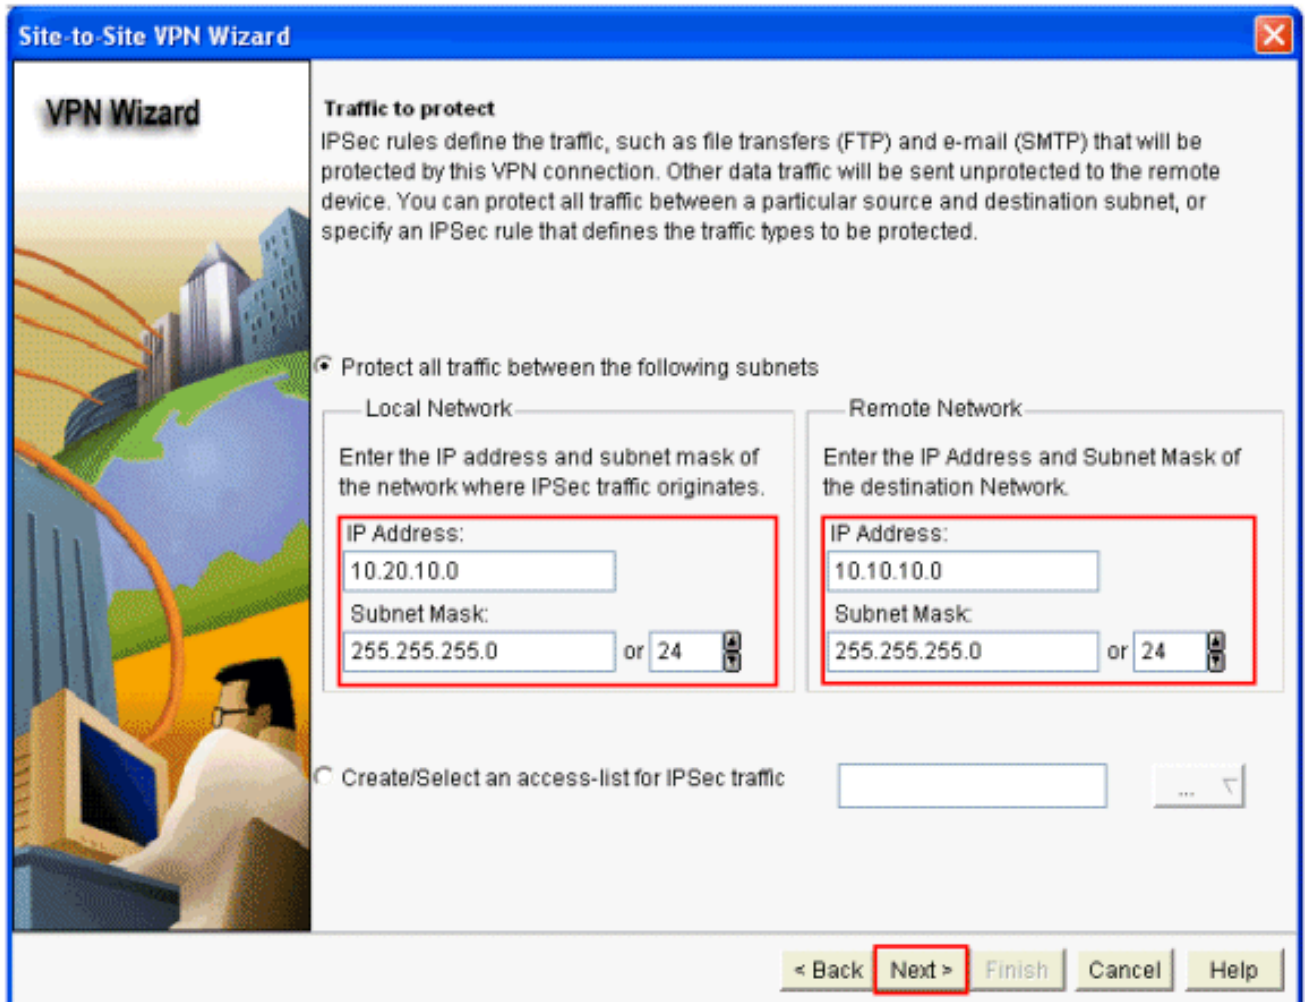 Site-to-Site VPN Wizard
VPN Wizard
Traffic to protect
IPSec rules define the traffic, such as file transfers (FTP) and e-mail (SMTP) that will be
protected by this VPN connection. Other data traffic will be sent unprotected to the remote
device. You can protect all traffic between a particular source and destination subnet, or
specify an IPSec rule that defines the traffic types to be protected.
Protect all traffic between the following subnets
Local Network
Enter the IP address and subnet mask of
the network where IPSec traffic originates.
IP Address:
10.20.10.0
Subnet Mask:
255.255.255.0 or 24
Remote Network
Enter the IP Address and Subnet Mask of
the destination Network.
IP Address:
10.10.10.0
Subnet Mask:
255.255.255.0 or 24
Create/Select an access-list for IPSec traffic
...
< Back Next > Finish Cancel Help